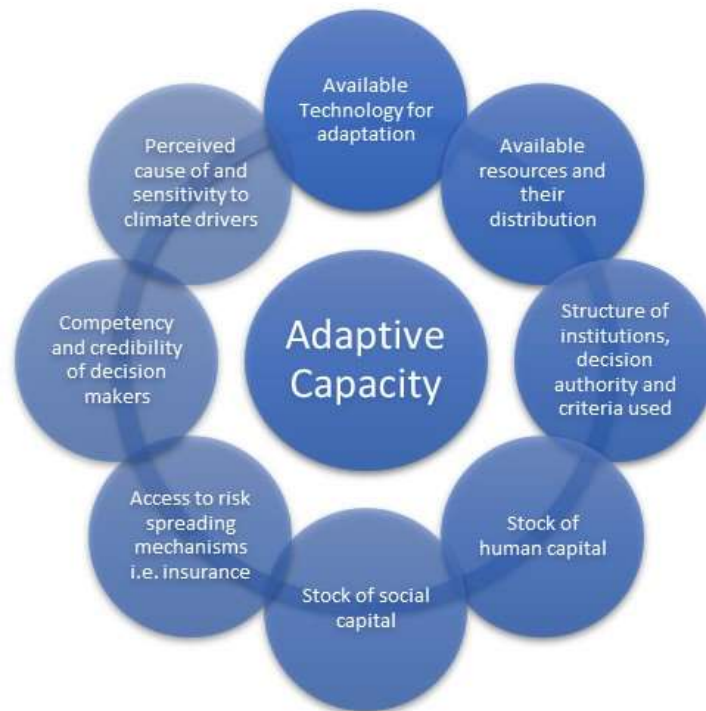 Available
Technology for
adaptation
Available
resources and
their
distribution
Structure of
institutions,
decision
authority and
criteria used
Stock of
human capital
Stock of social
capital
Access to risk
spreading
mechanisms
i.e. insurance
Competency
and credibility
of decision
makers
Perceived
cause of and
sensitivity to
climate drivers
Adaptive
Capacity